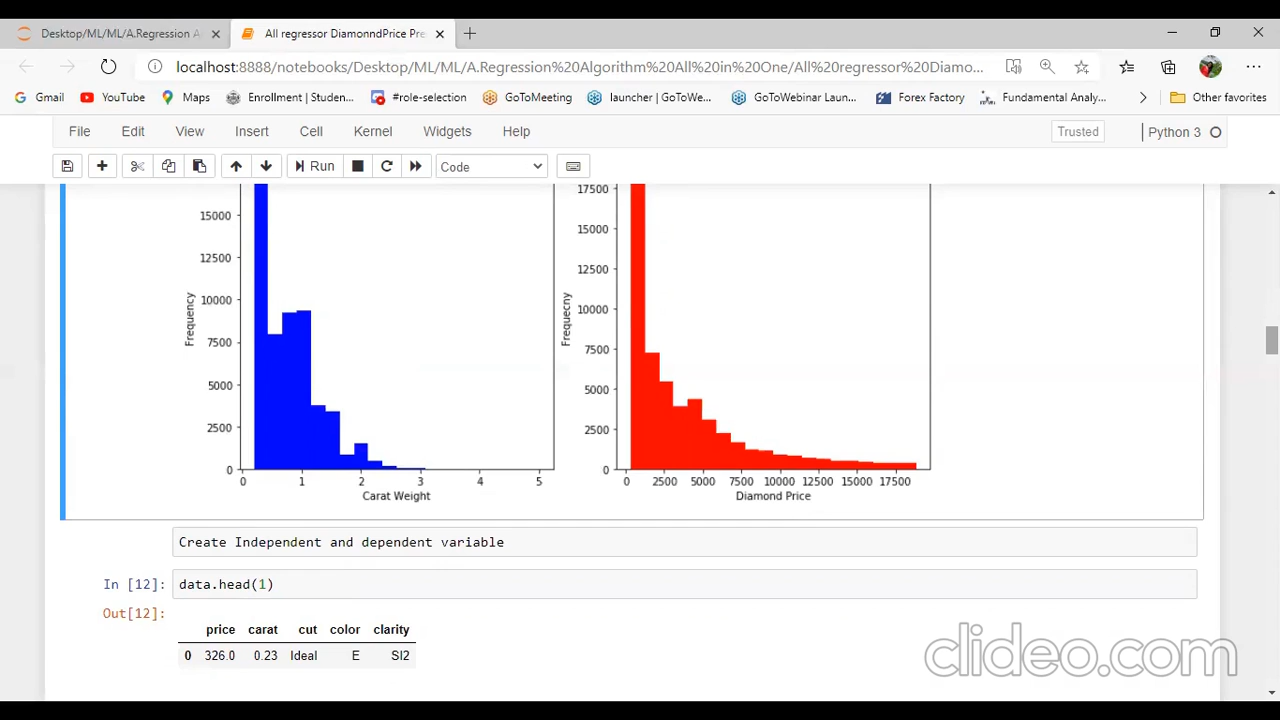 Desktop/ML/ML/A.Regression A
All regressor DiamonndPrice Pre
localhost:8888/notebooks/Desktop/ML/ML/A.Regression%20Algorithm%20All%20in%20One/All%20regressor%20Diamo...
Gmail YouTube Maps Enrollment | Studen... #role-selection GoToMeeting launcher | GoToWe... GoToWebinar Laun... Forex Factory Fundamental Analy... Other favorites
File Edit View Insert Cell Kernel Widgets Help Trusted Python 3
Run Code
15000
12500
10000
7500
5000
2500
0
Frequency
0 1 2 3 4 5
Carat Weight
17500
15000
12500
10000
7500
5000
2500
0
Frequecny
0 2500 5000 7500 10000 12500 15000 17500
Diamond Price
Create Independent and dependent variable
In [12]: data.head(1)
Out[12]:
price carat cut color clarity
0 326.0 0.23 Ideal E SI2
clideo.com